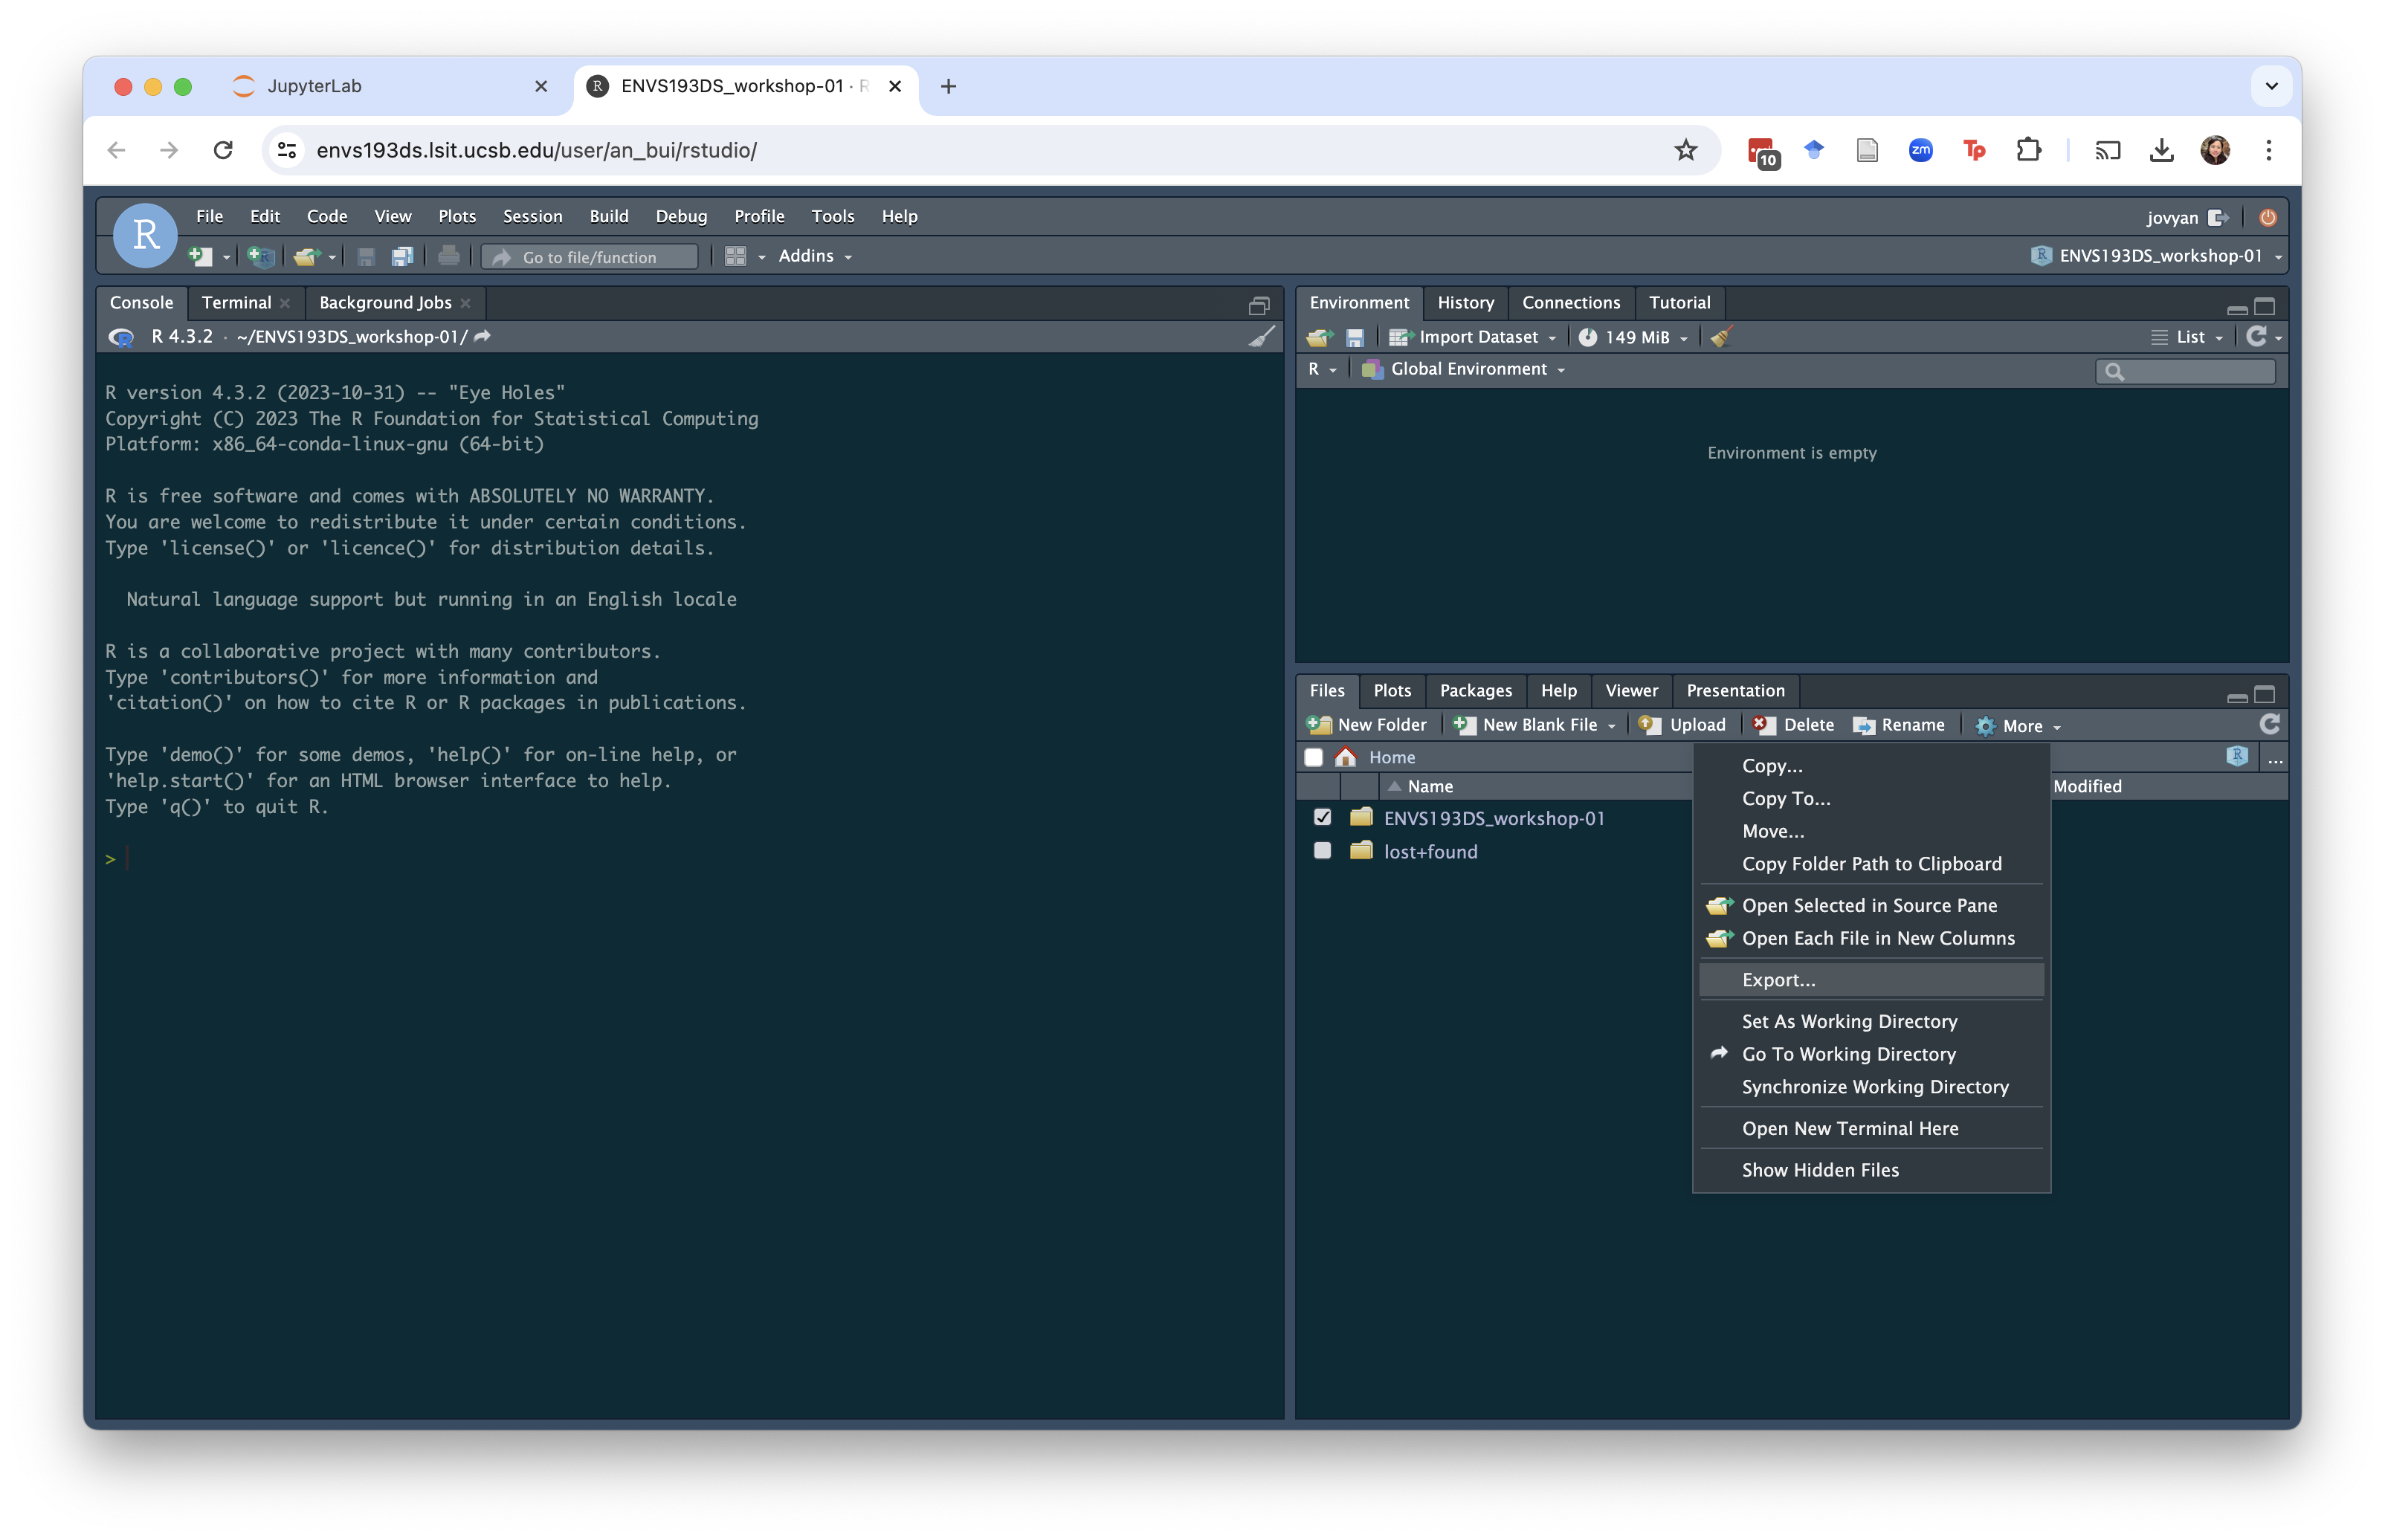 JupyterLab
ENVS193DS_workshop-01 · R
envs193ds.lsit.ucsb.edu/user/an_bui/rstudio/
10
zm
Tp
R
File Edit Code View Plots Session Build Debug Profile Tools Help
jovyan
Go to file/function
Addins
ENVS193DS_workshop-01
Console Terminal Background Jobs
R 4.3.2 · ~/ENVS193DS_workshop-01/
R version 4.3.2 (2023-10-31) -- "Eye Holes"
Copyright (C) 2023 The R Foundation for Statistical Computing
Platform: x86_64-conda-linux-gnu (64-bit)
R is free software and comes with ABSOLUTELY NO WARRANTY.
You are welcome to redistribute it under certain conditions.
Type 'license()' or 'licence()' for distribution details.
Natural language support but running in an English locale
R is a collaborative project with many contributors.
Type 'contributors()' for more information and
'citation()' on how to cite R or R packages in publications.
Type 'demo()' for some demos, 'help()' for on-line help, or
'help.start()' for an HTML browser interface to help.
Type 'q()' to quit R.
>
Environment History Connections Tutorial
Import Dataset 149 MiB List
R Global Environment
Environment is empty
Files Plots Packages Help Viewer Presentation
New Folder New Blank File Upload Delete Rename More
Home ...
Name Modified
ENVS193DS_workshop-01
lost+found
Copy...
Copy To...
Move...
Copy Folder Path to Clipboard
Open Selected in Source Pane
Open Each File in New Columns
Export...
Set As Working Directory
Go To Working Directory
Synchronize Working Directory
Open New Terminal Here
Show Hidden Files